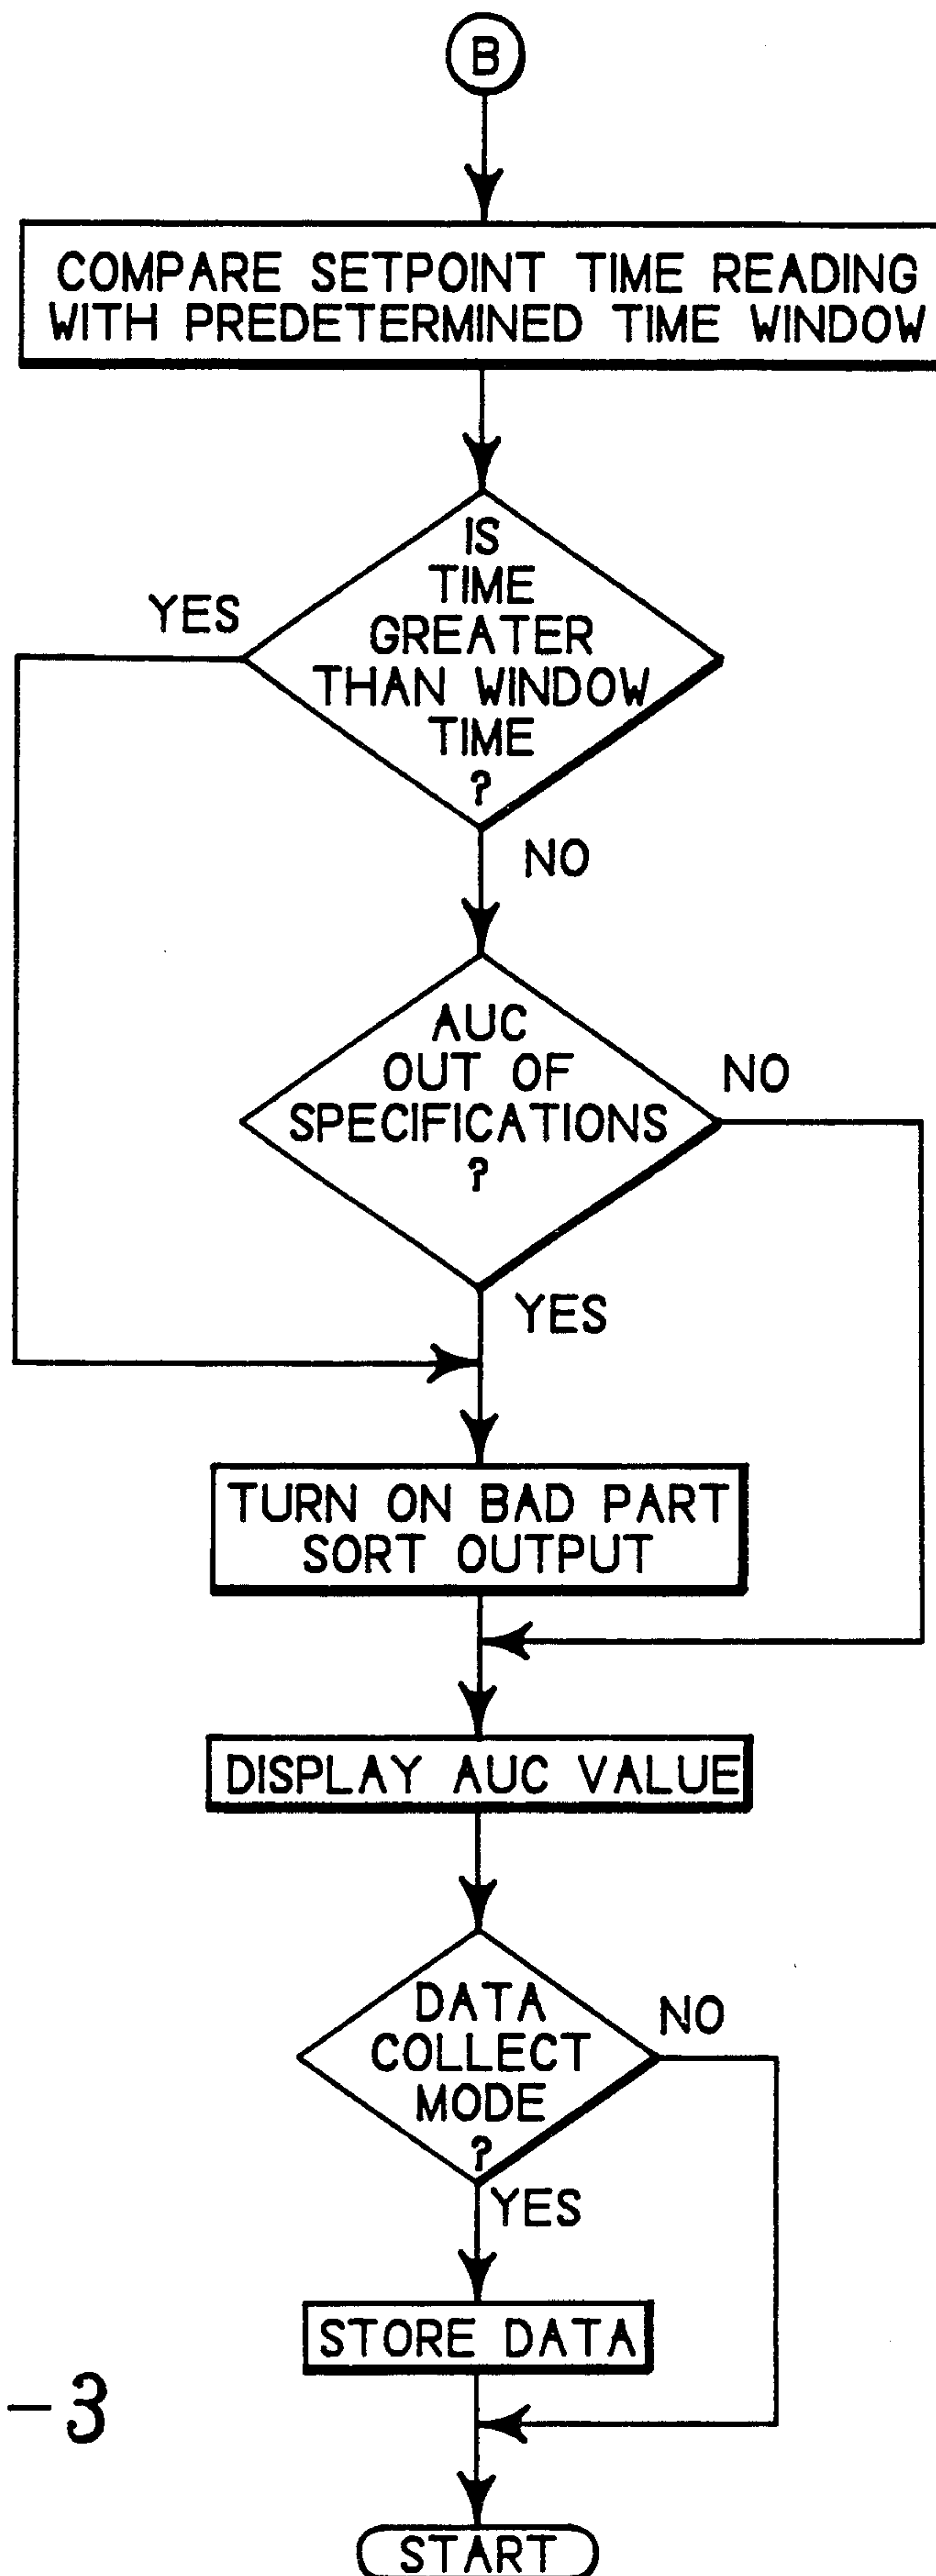 B
COMPARE SETPOINT TIME READING
WITH PREDETERMINED TIME WINDOW
IS
TIME
GREATER
THAN WINDOW
TIME
?
YES
NO
AUC
OUT OF
SPECIFICATIONS
?
NO
YES
TURN ON BAD PART
SORT OUTPUT
DISPLAY AUC VALUE
DATA
COLLECT
MODE
?
NO
YES
STORE DATA
-3
START